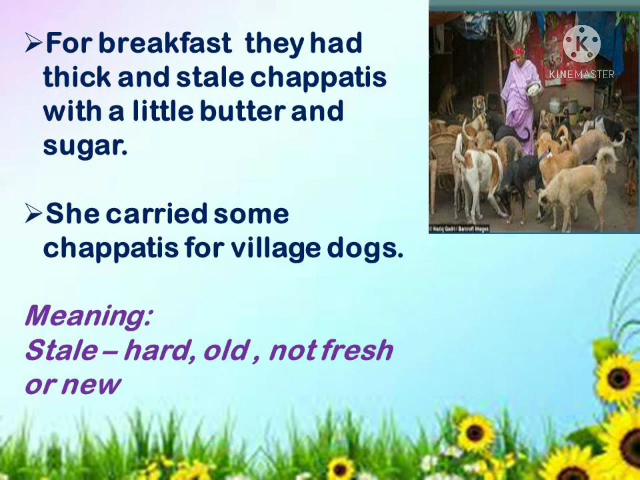 ➢For breakfast they had
thick and stale chappatis
with a little butter and
sugar.
➢She carried some
chappatis for village dogs.
Meaning:
Stale – hard, old , not fresh
or new
KINEMASTER